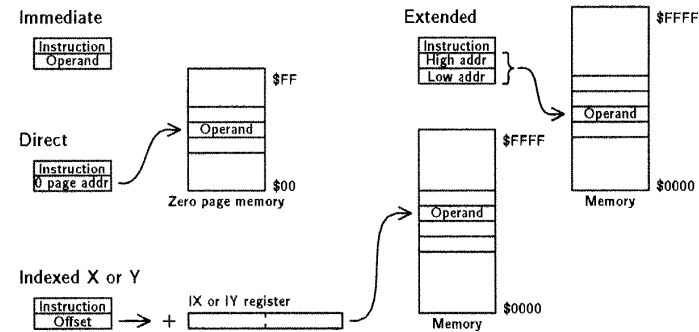 Immediate
Instruction
Operand
$FF
Operand
$00
Zero page memory
Direct
Instruction
0 page addr
Extended
Instruction
High addr
Low addr
$FFFF
Operand
$0000
Memory
$FFFF
Operand
$0000
Memory
Indexed X or Y
Instruction
Offset
+
IX or IY register